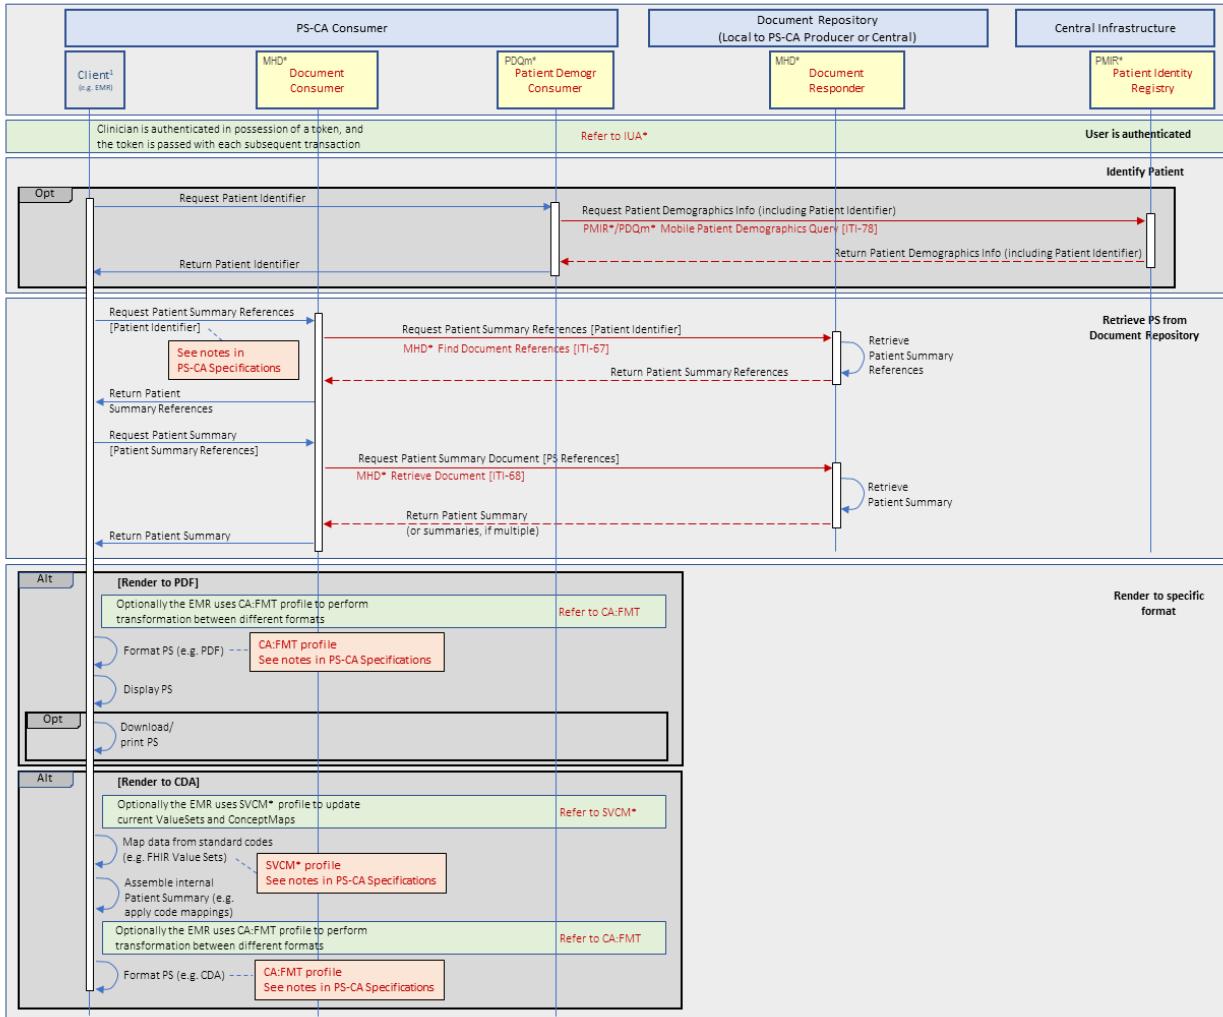 PS-CA Consumer
Document Repository
(Local to PS-CA Producer or Central)
Central Infrastructure
Client1
(e.g. EMR)
MHD*
Document
Consumer
PDQm*
Patient Demogr
Consumer
MHD*
Document
Responder
PMIR*
Patient Identity
Registry
Clinician is authenticated in possession of a token, and
the token is passed with each subsequent transaction
Refer to IUA*
User is authenticated
Identify Patient
Opt
Request Patient Identifier
Request Patient Demographics Info (including Patient Identifier)
PMIR*/PDQm* Mobile Patient Demographics Query [ITI-78]
Return Patient Demographics Info (including Patient Identifier)
Return Patient Identifier
Retrieve PS from
Document Repository
Request Patient Summary References
[Patient Identifier]
See notes in
PS-CA Specifications
Request Patient Summary References [Patient Identifier]
MHD* Find Document References [ITI-67]
Retrieve
Patient Summary
References
Return Patient Summary References
Return Patient
Summary References
Request Patient Summary
[Patient Summary References]
Request Patient Summary Document [PS References]
MHD* Retrieve Document [ITI-68]
Retrieve
Patient Summary
Return Patient Summary
(or summaries, if multiple)
Return Patient Summary
Render to specific
format
Alt
[Render to PDF]
Optionally the EMR uses CA:FMT profile to perform
transformation between different formats
Refer to CA:FMT
Format PS (e.g. PDF)
CA:FMT profile
See notes in PS-CA Specifications
Display PS
Opt
Download/
print PS
Alt
[Render to CDA]
Optionally the EMR uses SVCM* profile to update
current ValueSets and ConceptMaps
Refer to SVCM*
Map data from standard codes
(e.g. FHIR Value Sets)
SVCM* profile
See notes in PS-CA Specifications
Assemble internal
Patient Summary (e.g.
apply code mappings)
Optionally the EMR uses CA:FMT profile to perform
transformation between different formats
Refer to CA:FMT
Format PS (e.g. CDA)
CA:FMT profile
See notes in PS-CA Specifications